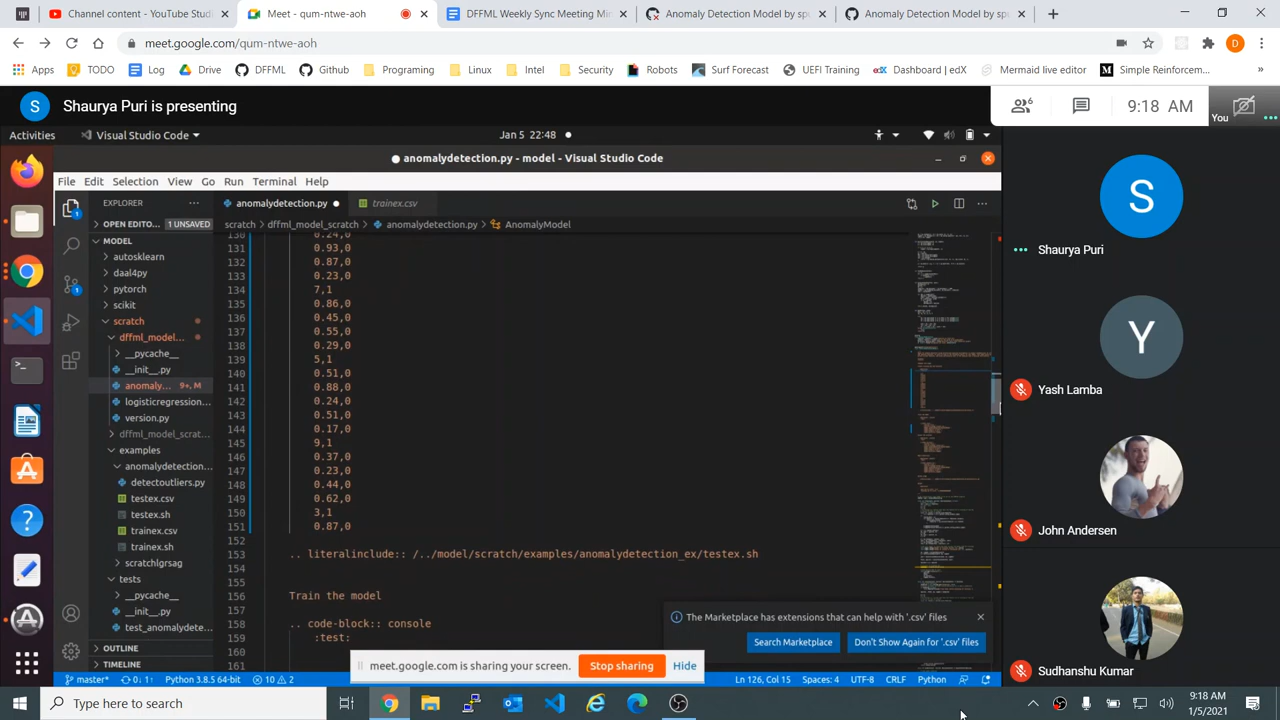 Content - YouTube Studi
Meet - qum-ntwe-aoh
DFFML Weekly Sync Meeting Min
Anomaly Detection Model by spu
Anomaly Detection Model by spu
meet.google.com/qum-ntwe-aoh
D
Apps
TODO
Log
Drive
DFFML
Github
Programing
Linux
Intel
Security
Robots
Surf Forecast
UEFI Training
Dashboard | edX
Mermaid live editor
Simple Reinforcem...
S
Shaurya Puri is presenting
6
9:18 AM
You
Activities
Visual Studio Code
Jan 5 22:48
anomalydetection.py - model - Visual Studio Code
File Edit Selection View Go Run Terminal Help
EXPLORER
anomalydetection.py
trainex.csv
OPEN EDITO... 1 UNSAVED
scratch > dffml_model_scratch > anomalydetection.py > AnomalyModel
MODEL
autosklearn
daal4py
pytorch
scikit
scratch
dffml_model...
__pycache__
__init__.py
anomaly... 9+, M
logisticregression...
version.py
dffml_model_scrat...
examples
anomalydetection...
detectoutliers.py
testex.csv
testex.sh
trainex.csv
trainex.sh
scratchlgrsag
tests
__pycache__
__init__.py
test_anomalydete...
OUTLINE
TIMELINE
130 0.24,0
131 0.93,0
132 0.87,0
133 0.23,0
134 7,1
135 0.86,0
136 0.45,0
137 0.55,0
138 0.29,0
139 5,1
140 0.51,0
141 0.88,0
142 0.24,0
143 0.51,0
144 0.17,0
145 9,1
146 0.37,0
147 0.23,0
148 0.44,0
149 0.62,0
150
151 0.87,0
152
153 .. literalinclude:: /../model/scratch/examples/anomalydetection_ex/testex.sh
154
155
156 Train the model
157
158 .. code-block:: console
159 :test:
160
161
The Marketplace has extensions that can help with '.csv' files
Search Marketplace
Don't Show Again for '.csv' files
meet.google.com is sharing your screen.
Stop sharing
Hide
master*
0↓ 1↑
Python 3.8.5
10 2
Ln 126, Col 15
Spaces: 4
UTF-8
CRLF
Python
S
Shaurya Puri
Y
Yash Lamba
John Andersen
Sudhanshu Kumar
Type here to search
9:18 AM
1/5/2021